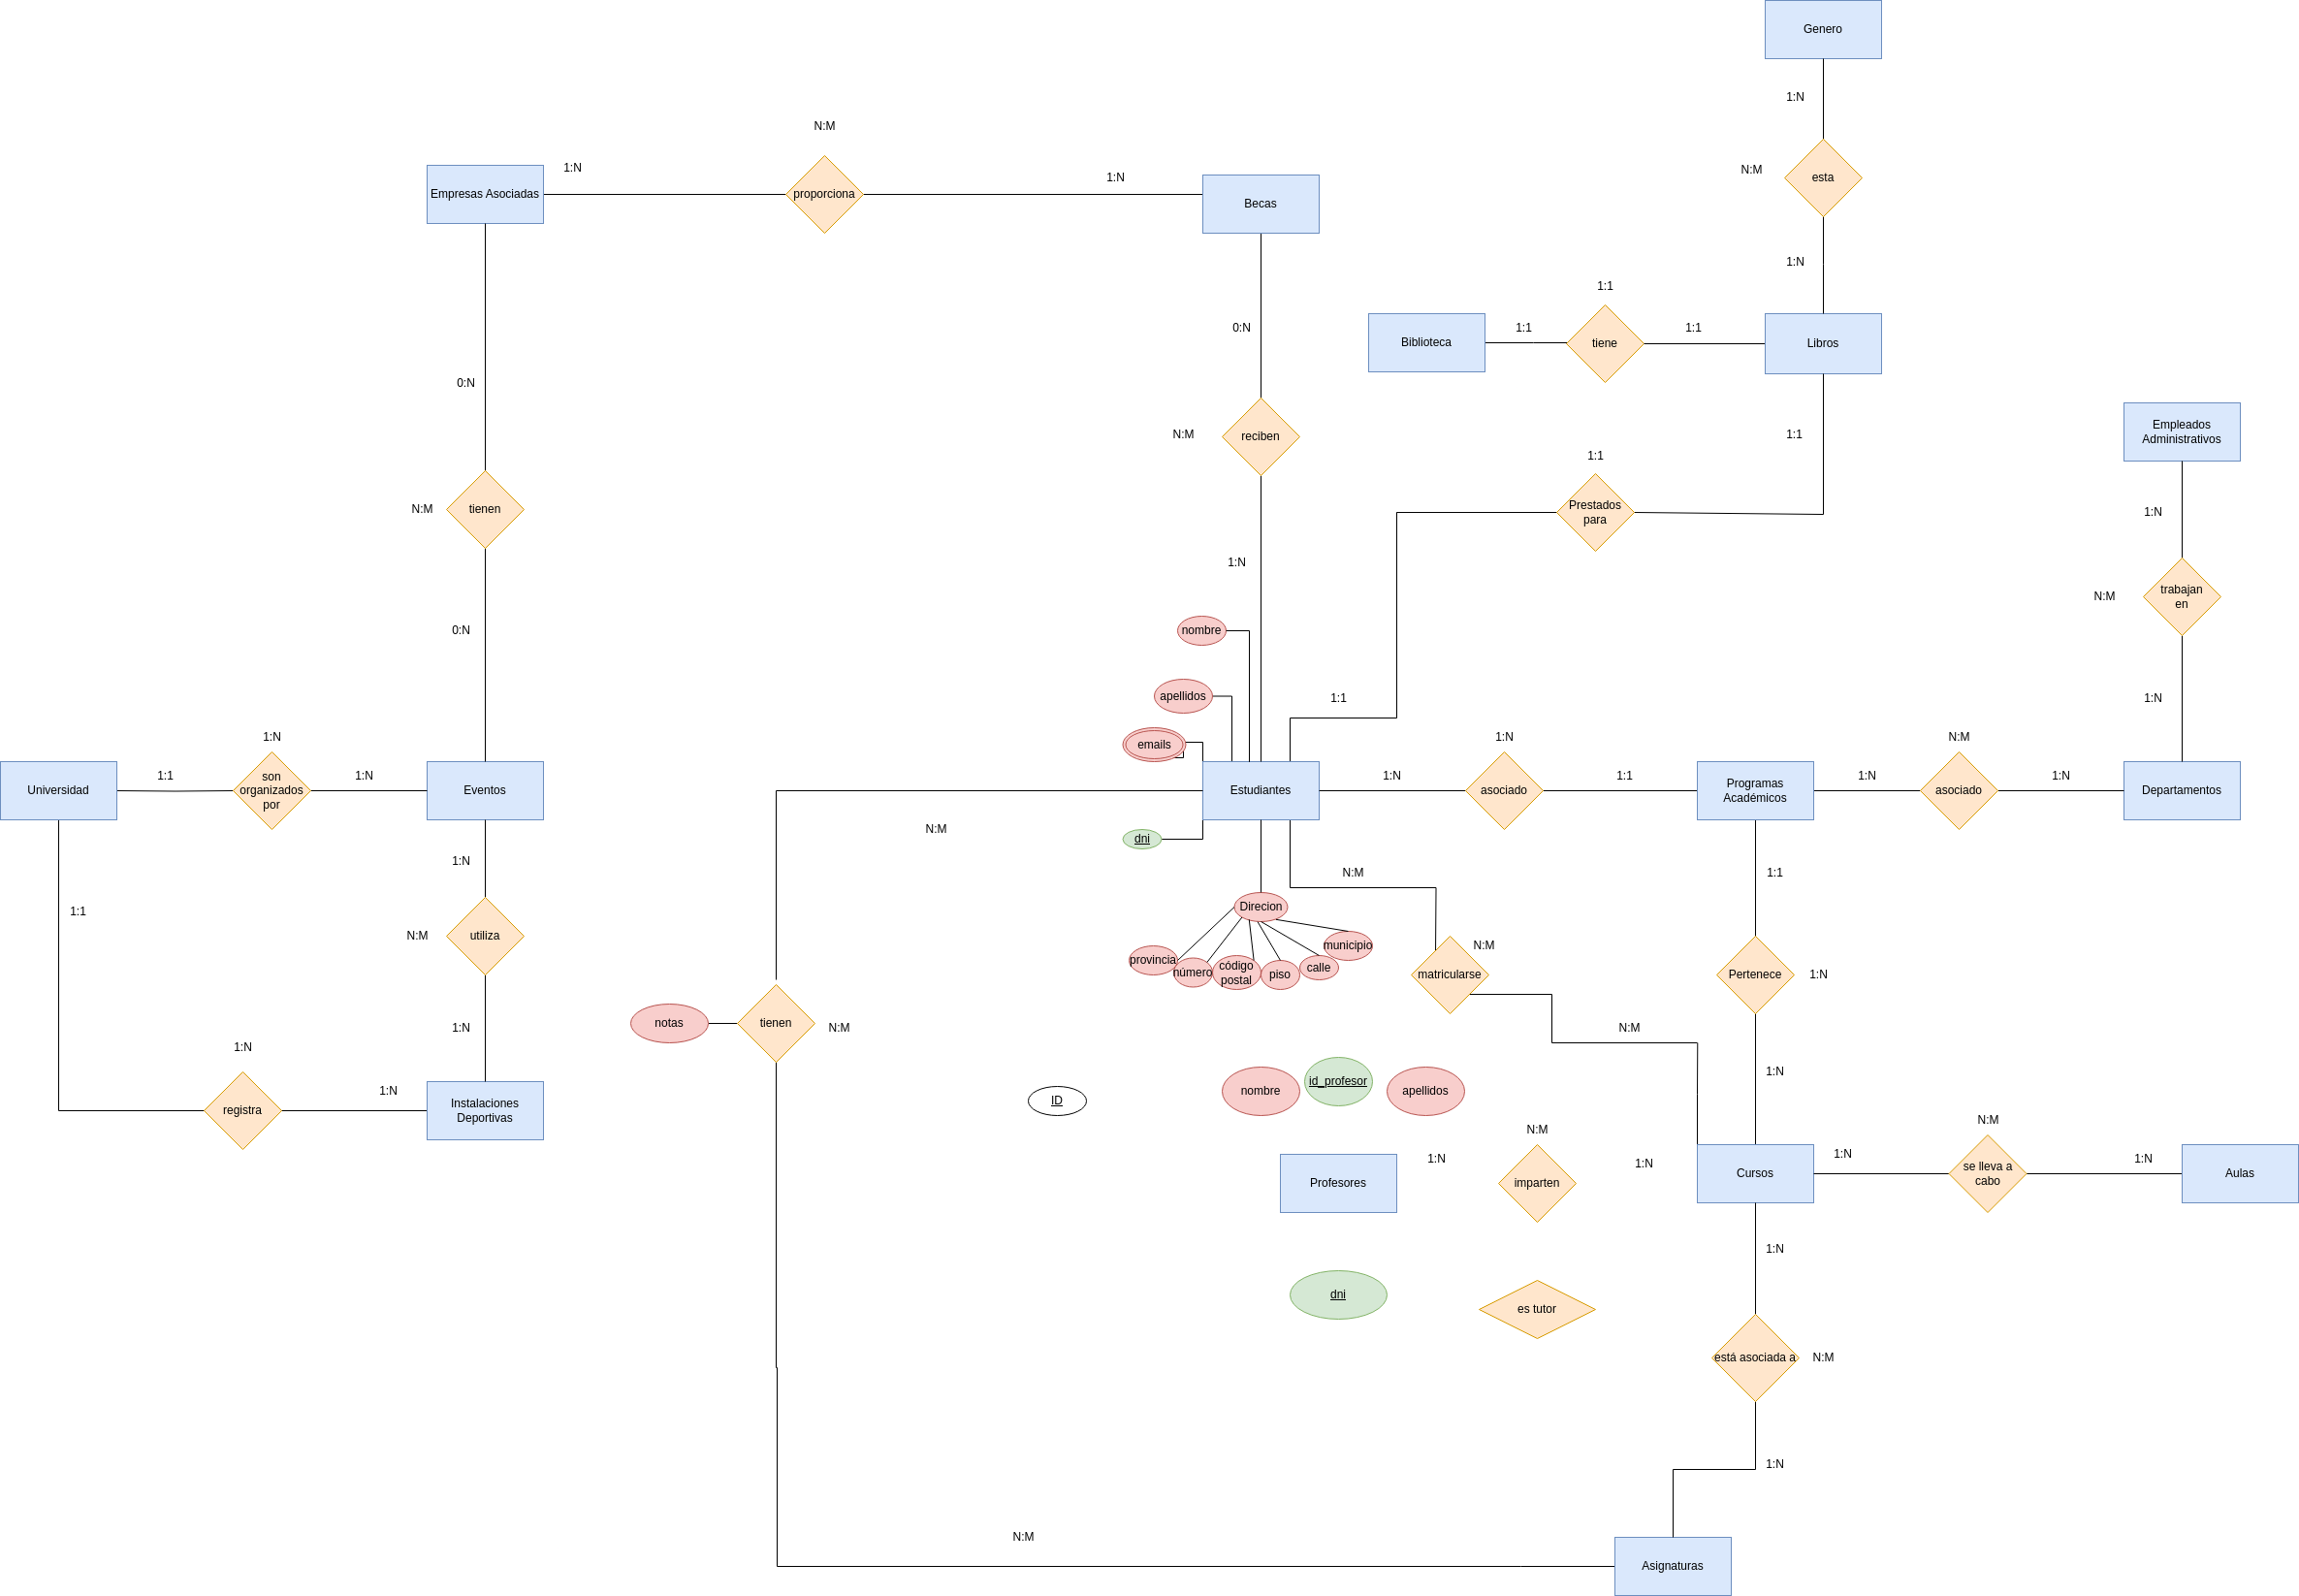 Genero
1:N
N:M
1:N
Empresas Asociadas
proporciona
1:N
N:M
esta
Becas
1:N
1:1
0:N
Biblioteca
1:1
tiene
1:1
Libros
0:N
Empleados
Administrativos
N:M
reciben
1:1
1:1
N:M
tienen
Prestados
para
1:N
1:N
N:M
trabajan
en
0:N
nombre
apellidos
1:1
1:N
1:N
emails
1:N
N:M
1:1
son
organizados
por
1:N
1:N
1:1
1:N
1:N
Universidad
Eventos
Estudiantes
asociado
Programas
Académicos
asociado
Departamentos
N:M
dni
1:N
N:M
1:1
1:1
Direcion
N:M
utiliza
N:M
municipio
provincia
número
código
postal
piso
calle
matricularse
Pertenece
1:N
notas
tienen
N:M
1:N
N:M
1:N
1:N
1:N
ID
nombre
id_profesor
apellidos
1:N
registra
Instalaciones
Deportivas
N:M
N:M
1:N
1:N
1:N
1:N
Profesores
imparten
Cursos
se lleva a
cabo
Aulas
1:N
dni
es tutor
está asociada a
N:M
1:N
N:M
Asignaturas